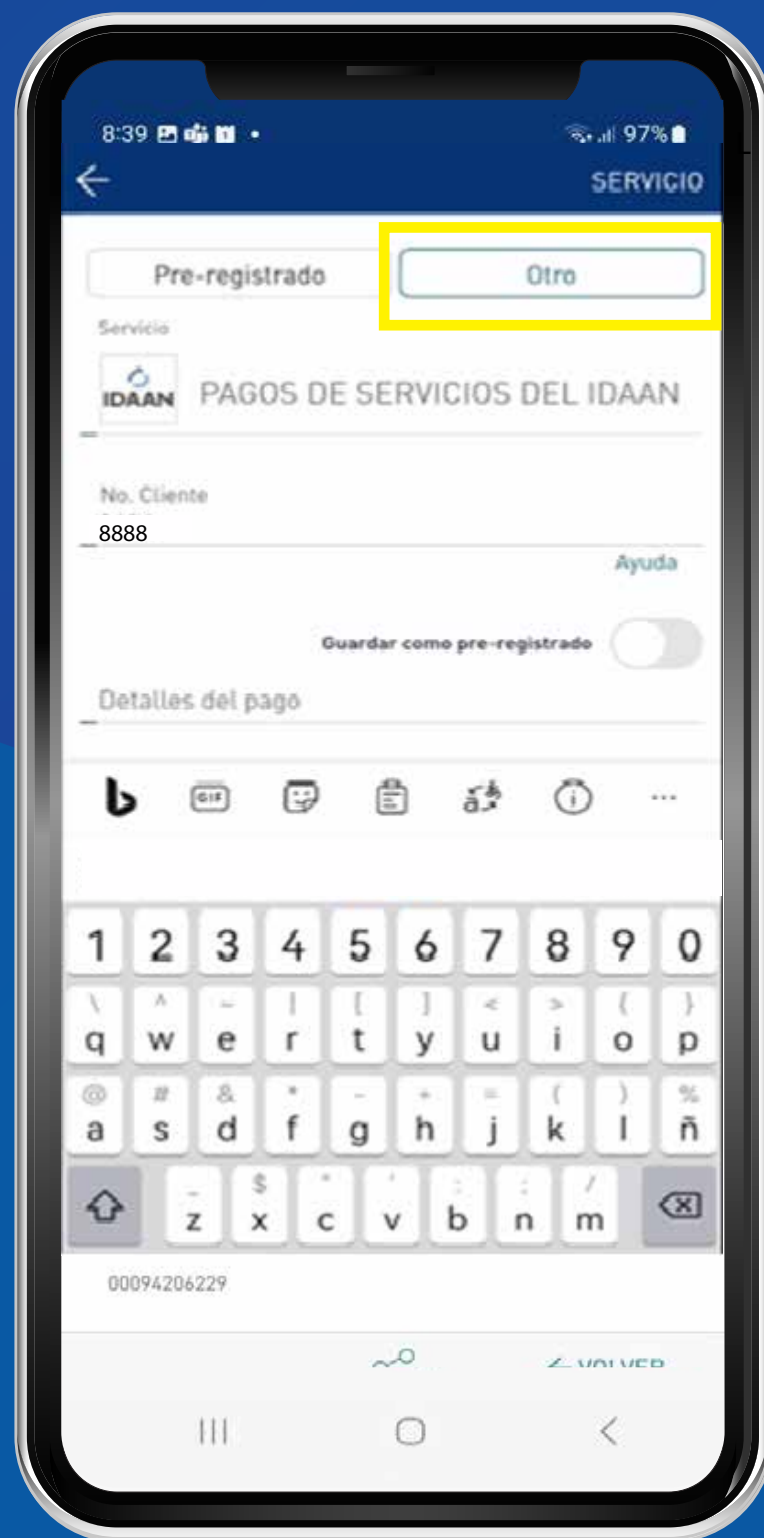 8:39 97%
SERVICIO
Pre-registrado Otro
Servicio
IDAAN PAGOS DE SERVICIOS DEL IDAAN
No. Cliente
8888
Ayuda
Guardar como pre-registrado
Detalles del pago
GIF
1 2 3 4 5 6 7 8 9 0
\ ^ ~ | [ ] < > { }
q w e r t y u i o p
@ # & * - + = ( ) %
a s d f g h j k l ñ
_ $ " ' : ; /
z x c v b n m
00094206229
VOLVER